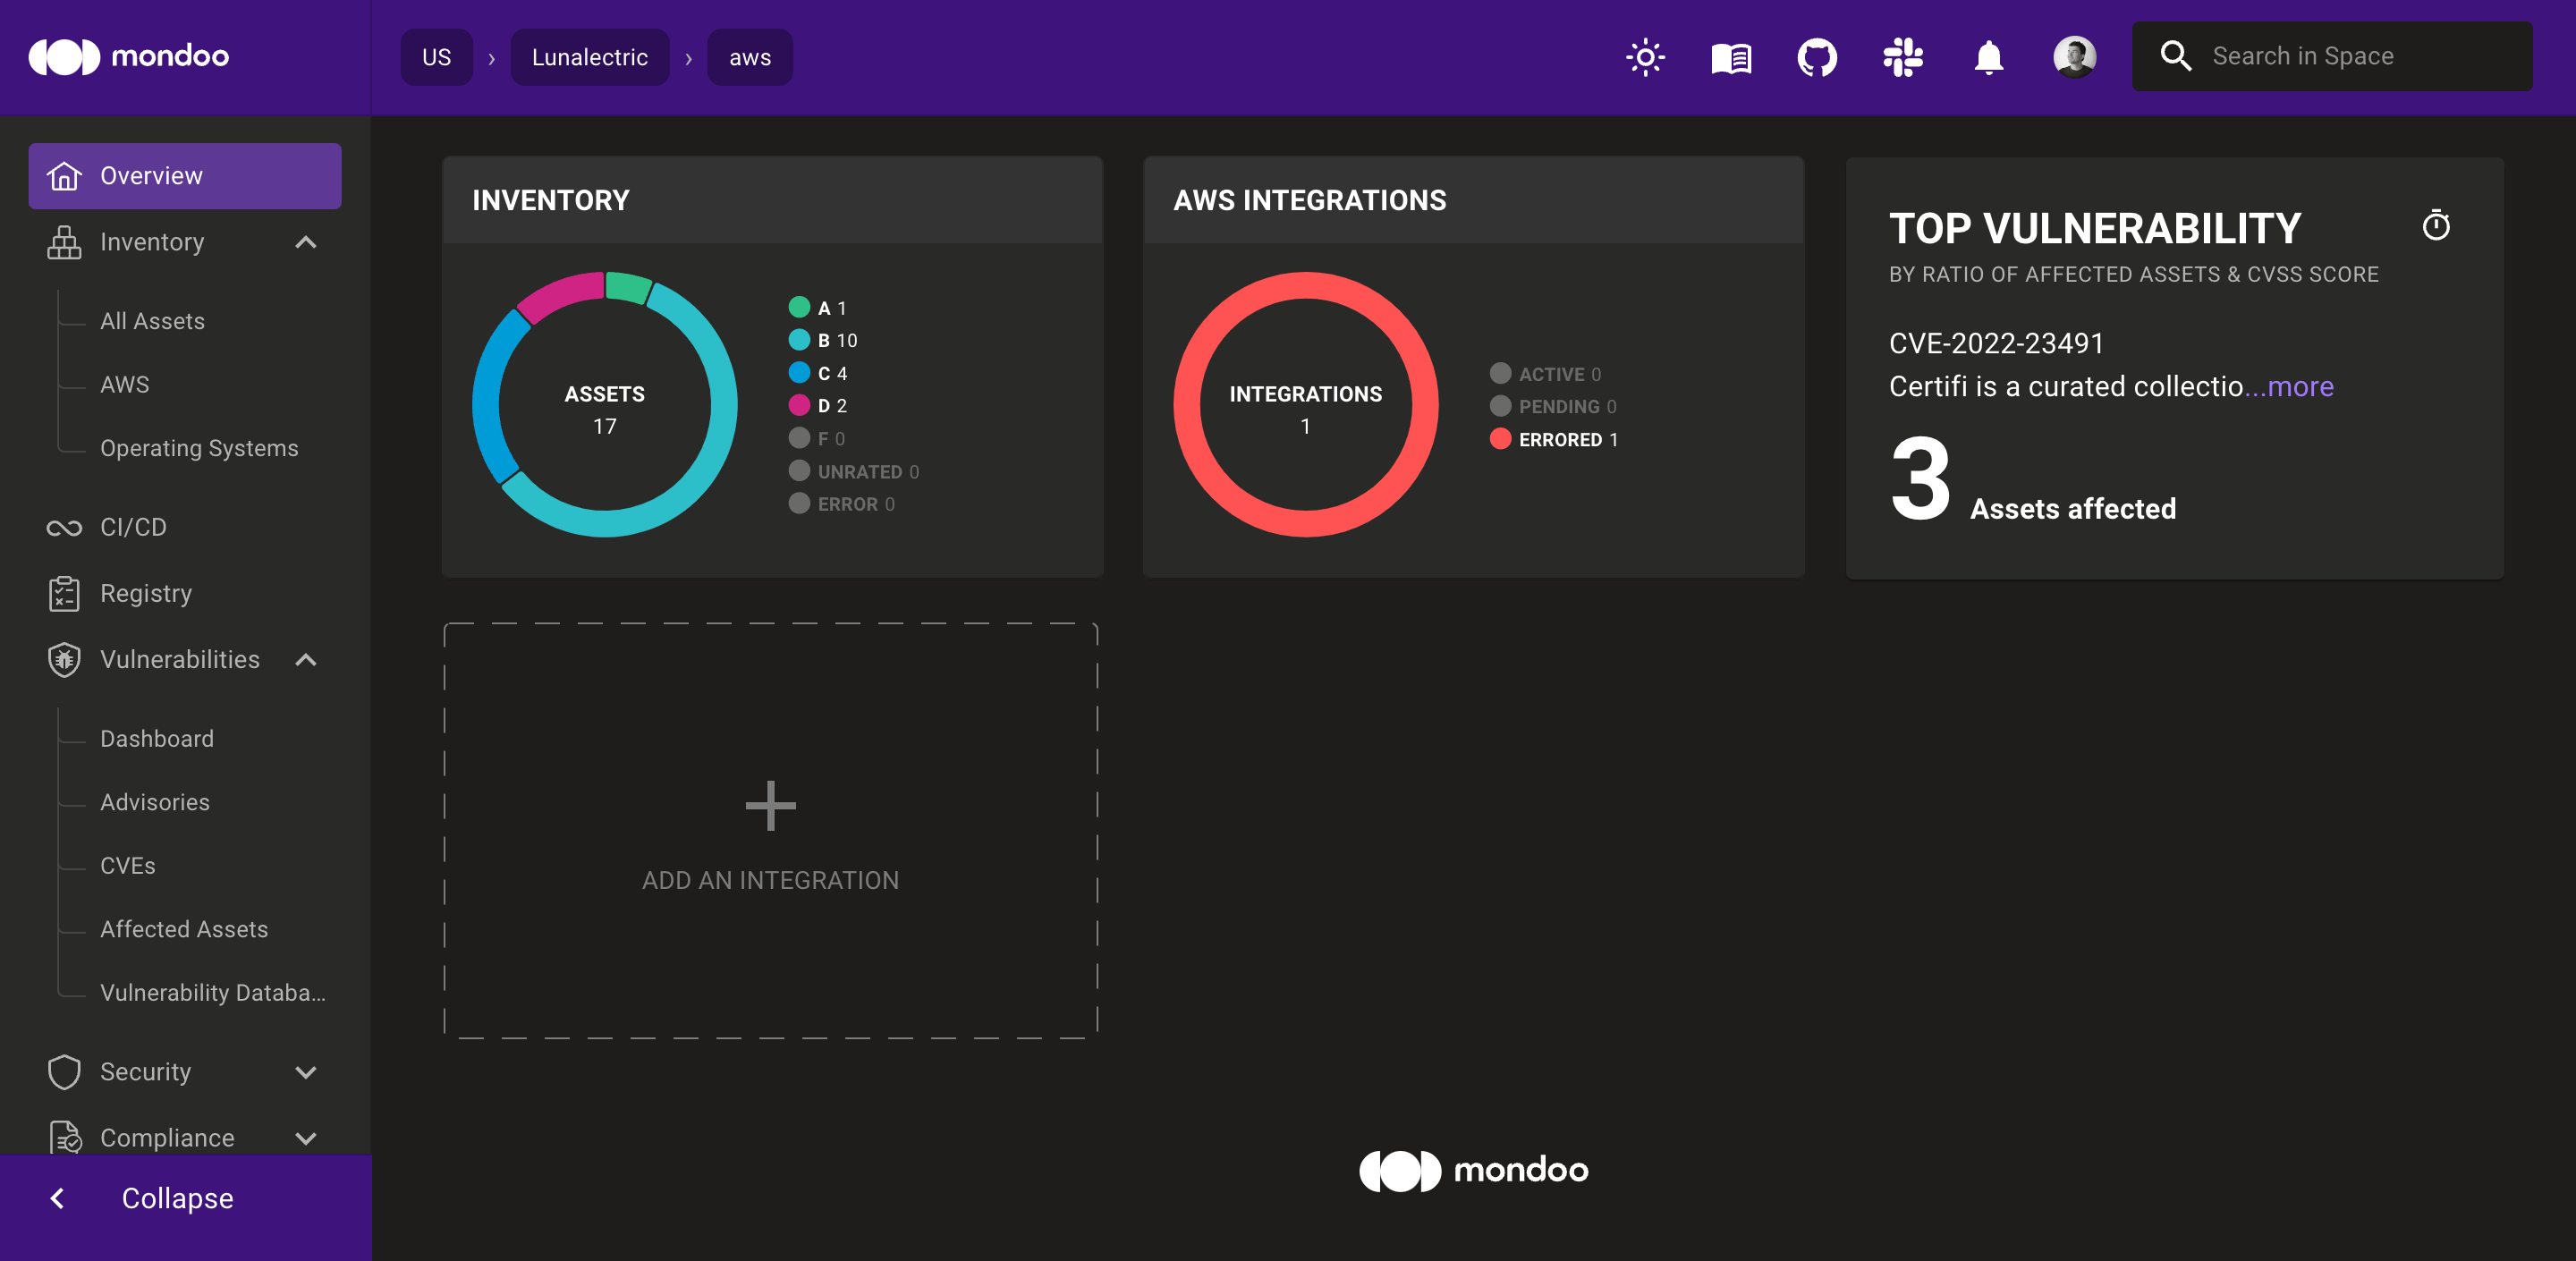 mondoo
US › Lunalectric › aws
Search in Space
Overview
Inventory
All Assets
AWS
Operating Systems
CI/CD
Registry
Vulnerabilities
Dashboard
Advisories
CVEs
Affected Assets
Vulnerability Databa...
Security
Compliance
Collapse
INVENTORY
ASSETS
17
A 1
B 10
C 4
D 2
F 0
UNRATED 0
ERROR 0
AWS INTEGRATIONS
INTEGRATIONS
1
ACTIVE 0
PENDING 0
ERRORED 1
TOP VULNERABILITY
BY RATIO OF AFFECTED ASSETS & CVSS SCORE
CVE-2022-23491
Certifi is a curated collectio...more
3 Assets affected
ADD AN INTEGRATION
mondoo